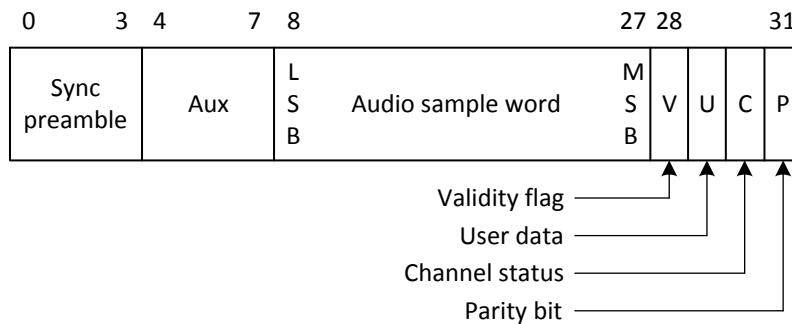 0 3 4 7 8 27 28 31
Sync
preamble
Aux
L
S
B
Audio sample word
M
S
B
V
U
C
P
Validity flag
User data
Channel status
Parity bit